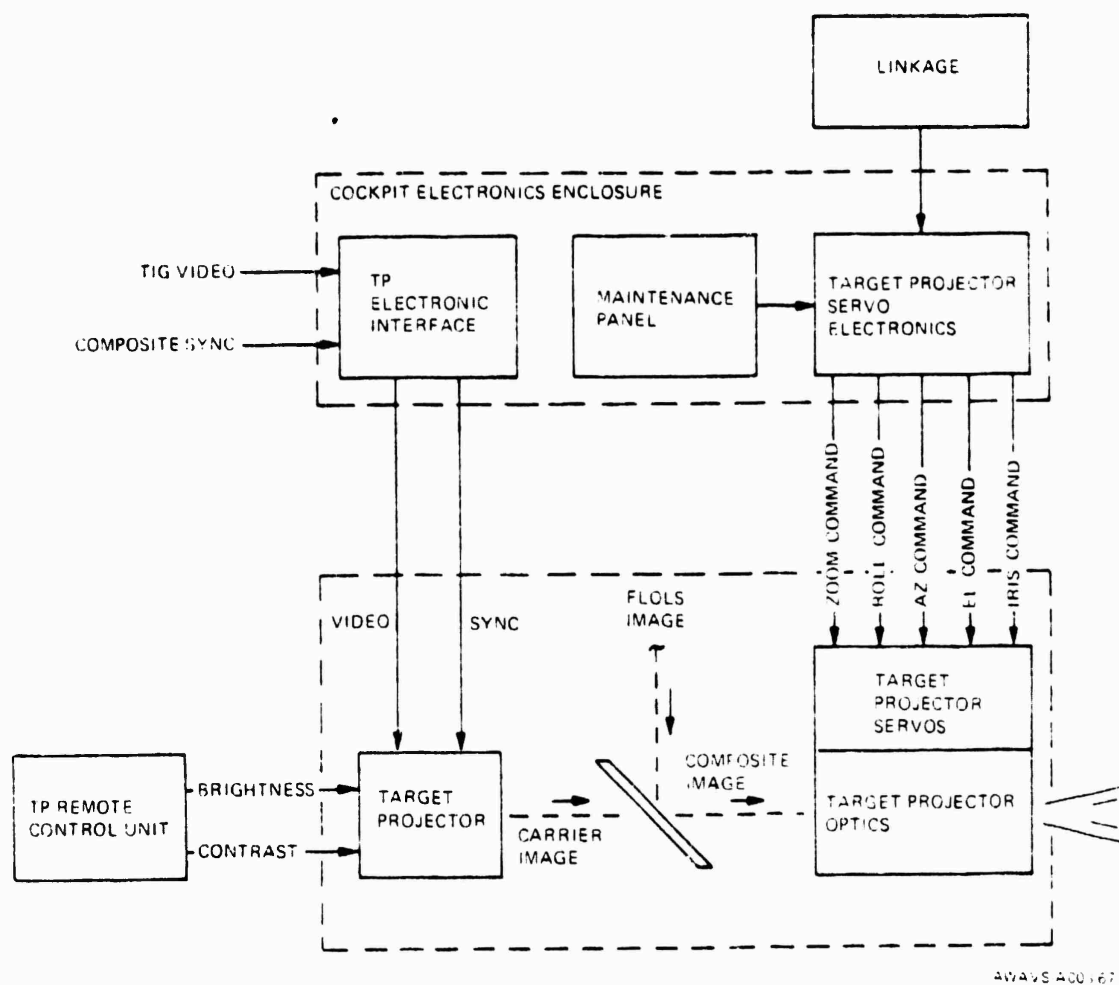 LINKAGE
COCKPIT ELECTRONICS ENCLOSURE
TIG VIDEO
COMPOSITE SYNC
TP
ELECTRONIC
INTERFACE
MAINTENANCE
PANEL
TARGET PROJECTOR
SERVO
ELECTRONICS
ZOOM COMMAND
ROLL COMMAND
AZ COMMAND
EL COMMAND
IRIS COMMAND
VIDEO
SYNC
FLOLS
IMAGE
TARGET
PROJECTOR
SERVOS
TP REMOTE
CONTROL UNIT
BRIGHTNESS
CONTRAST
TARGET
PROJECTOR
CARRIER
IMAGE
COMPOSITE
IMAGE
TARGET PROJECTOR
OPTICS
AWAVS